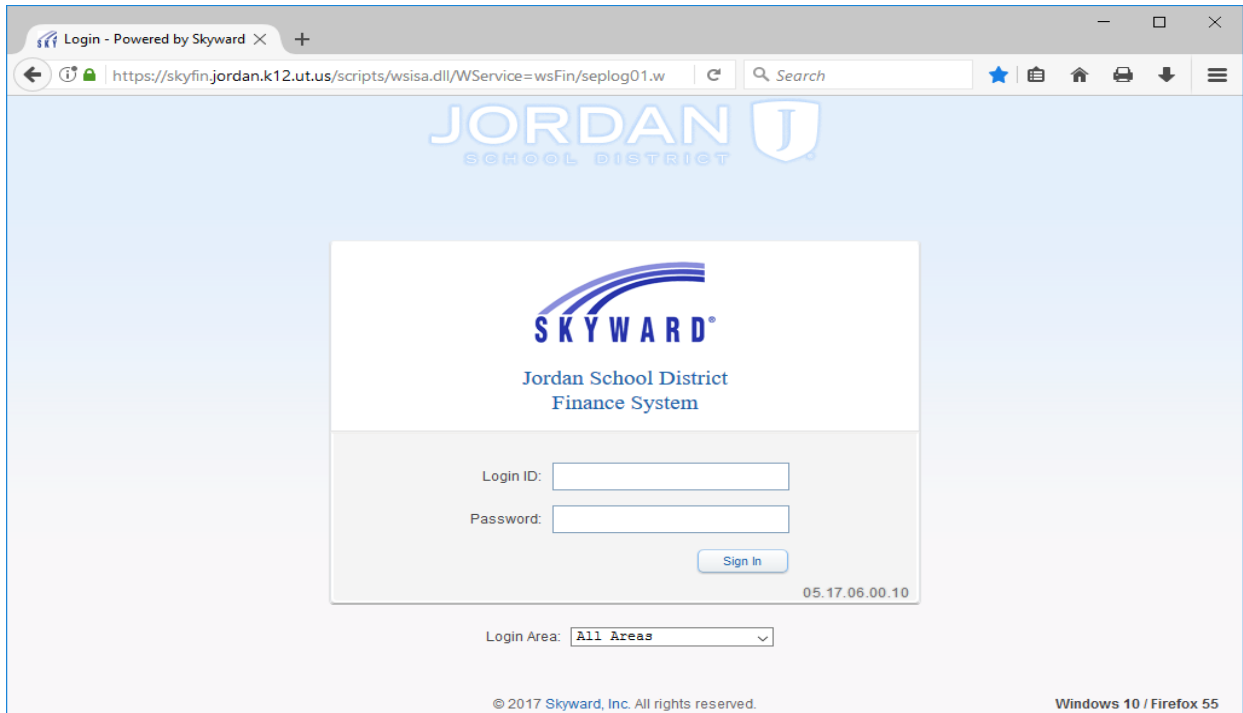 Login - Powered by Skyward
https://skyfin.jordan.k12.ut.us/scripts/wsisa.dll/WService=wsFin/seplog01.w
Search
JORDAN J
SCHOOL DISTRICT
SKYWARD®
Jordan School District
Finance System
Login ID:
Password:
Sign In
05.17.06.00.10
Login Area: All Areas
© 2017 Skyward, Inc. All rights reserved.
Windows 10 / Firefox 55